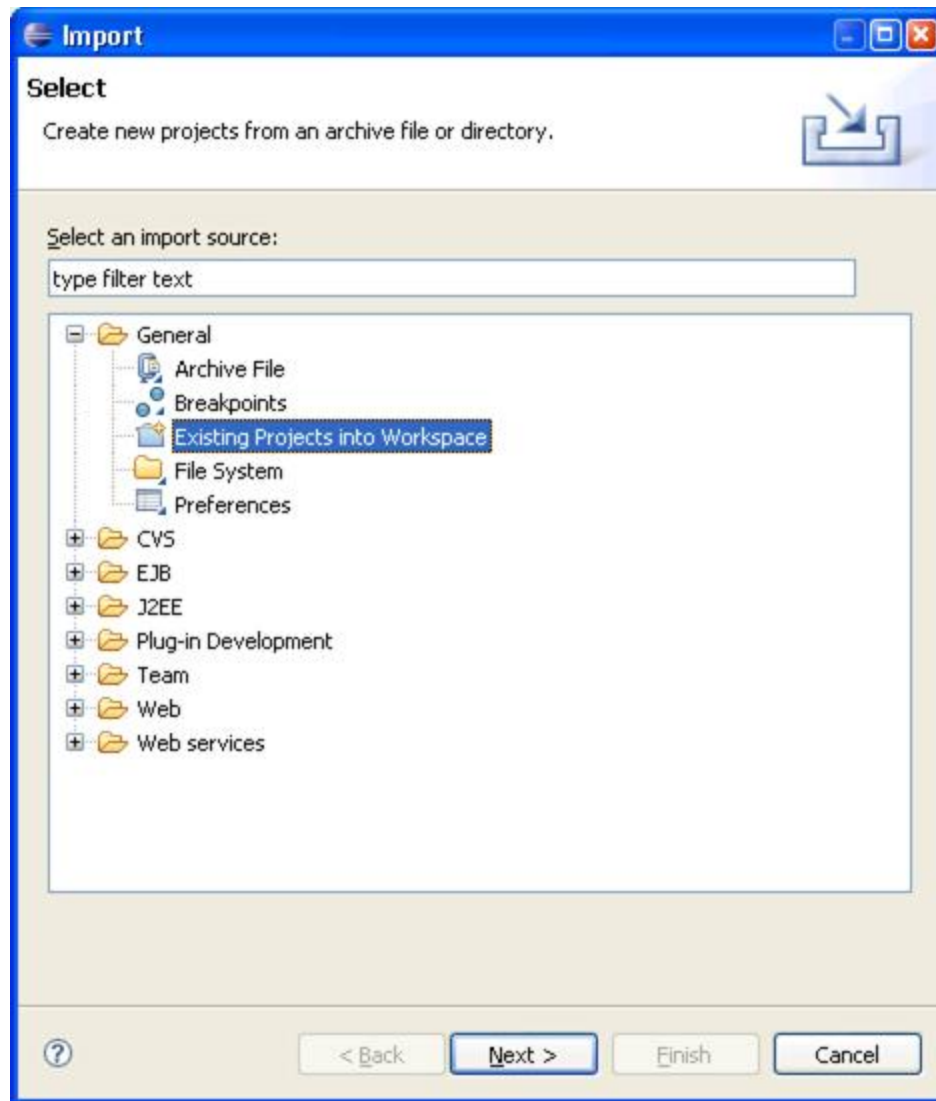 Import
Select
Create new projects from an archive file or directory.
Select an import source:
type filter text
General
Archive File
Breakpoints
Existing Projects into Workspace
File System
Preferences
CVS
EJB
J2EE
Plug-in Development
Team
Web
Web services
? < Back Next > Finish Cancel